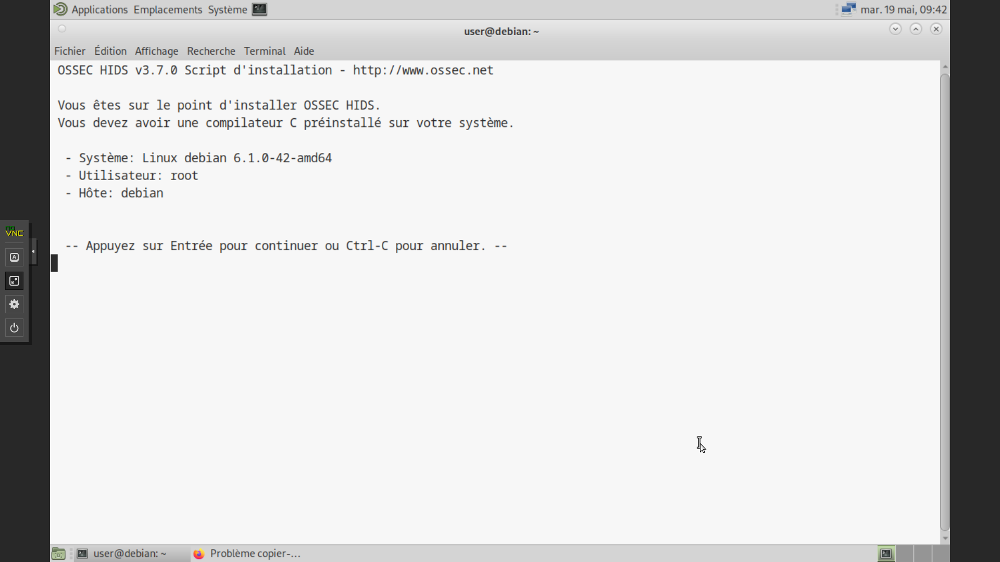 Applications Emplacements Système mar. 19 mai, 09:42
user@debian: ~
Fichier Édition Affichage Recherche Terminal Aide
OSSEC HIDS v3.7.0 Script d'installation - http://www.ossec.net
Vous êtes sur le point d'installer OSSEC HIDS.
Vous devez avoir une compilateur C préinstallé sur votre système.
- Système: Linux debian 6.1.0-42-amd64
- Utilisateur: root
- Hôte: debian
-- Appuyez sur Entrée pour continuer ou Ctrl-C pour annuler. --
no
VNC
A
user@debian: ~ Problème copier-...